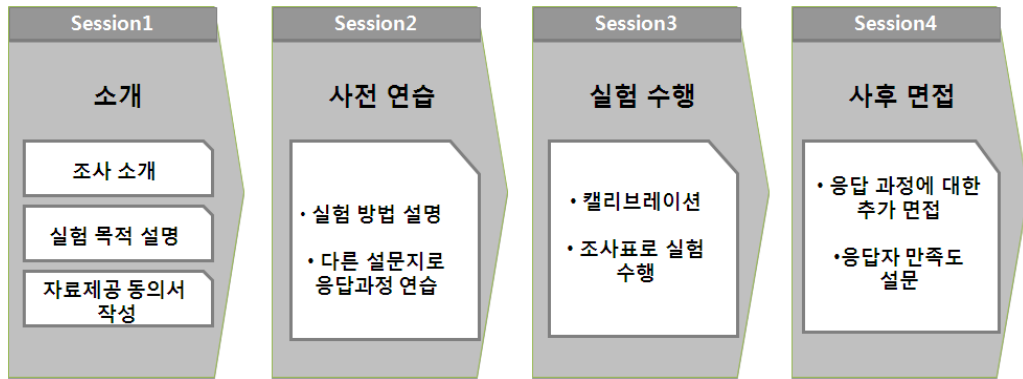 Session1
소개
조사 소개
실험 목적 설명
자료제공 동의서
작성
Session2
사전 연습
• 실험 방법 설명
• 다른 설문지로
응답과정 연습
Session3
실험 수행
• 캘리브레이션
• 조사표로 실험
수행
Session4
사후 면접
• 응답 과정에 대한
추가 면접
•응답자 만족도
설문